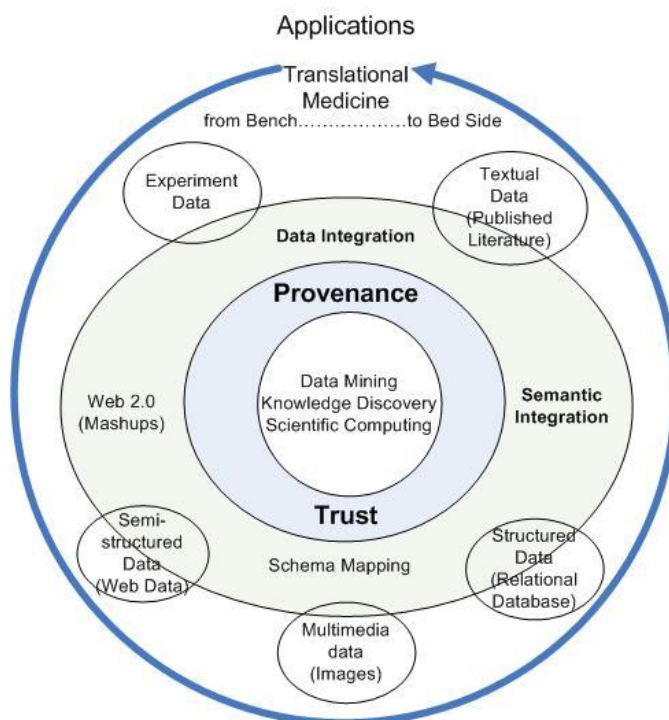 Applications
Translational
Medicine
from Bench………………to Bed Side
Experiment
Data
Textual
Data
(Published
Literature)
Data Integration
Provenance
Data Mining
Knowledge Discovery
Scientific Computing
Web 2.0
(Mashups)
Semantic
Integration
Trust
Semi-
structured
Data
(Web Data)
Schema Mapping
Structured
Data
(Relational
Database)
Multimedia
data
(Images)